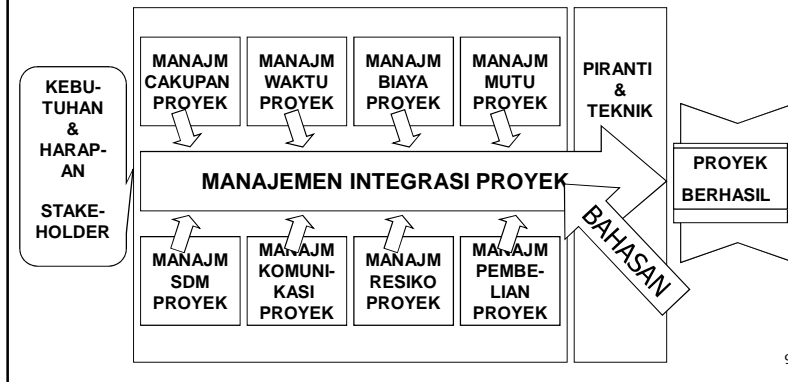 KEBU-
TUHAN
&
HARAP-
AN
STAKE-
HOLDER
MANAJM
CAKUPAN
PROYEK
MANAJM
WAKTU
PROYEK
MANAJM
BIAYA
PROYEK
MANAJM
MUTU
PROYEK
PIRANTI
&
TEKNIK
MANAJEMEN INTEGRASI PROYEK
MANAJM
SDM
PROYEK
MANAJM
KOMUNI-
KASI
PROYEK
MANAJM
RESIKO
PROYEK
MANAJM
PEMBE-
LIAN
PROYEK
BAHASAN
PROYEK
BERHASIL
9